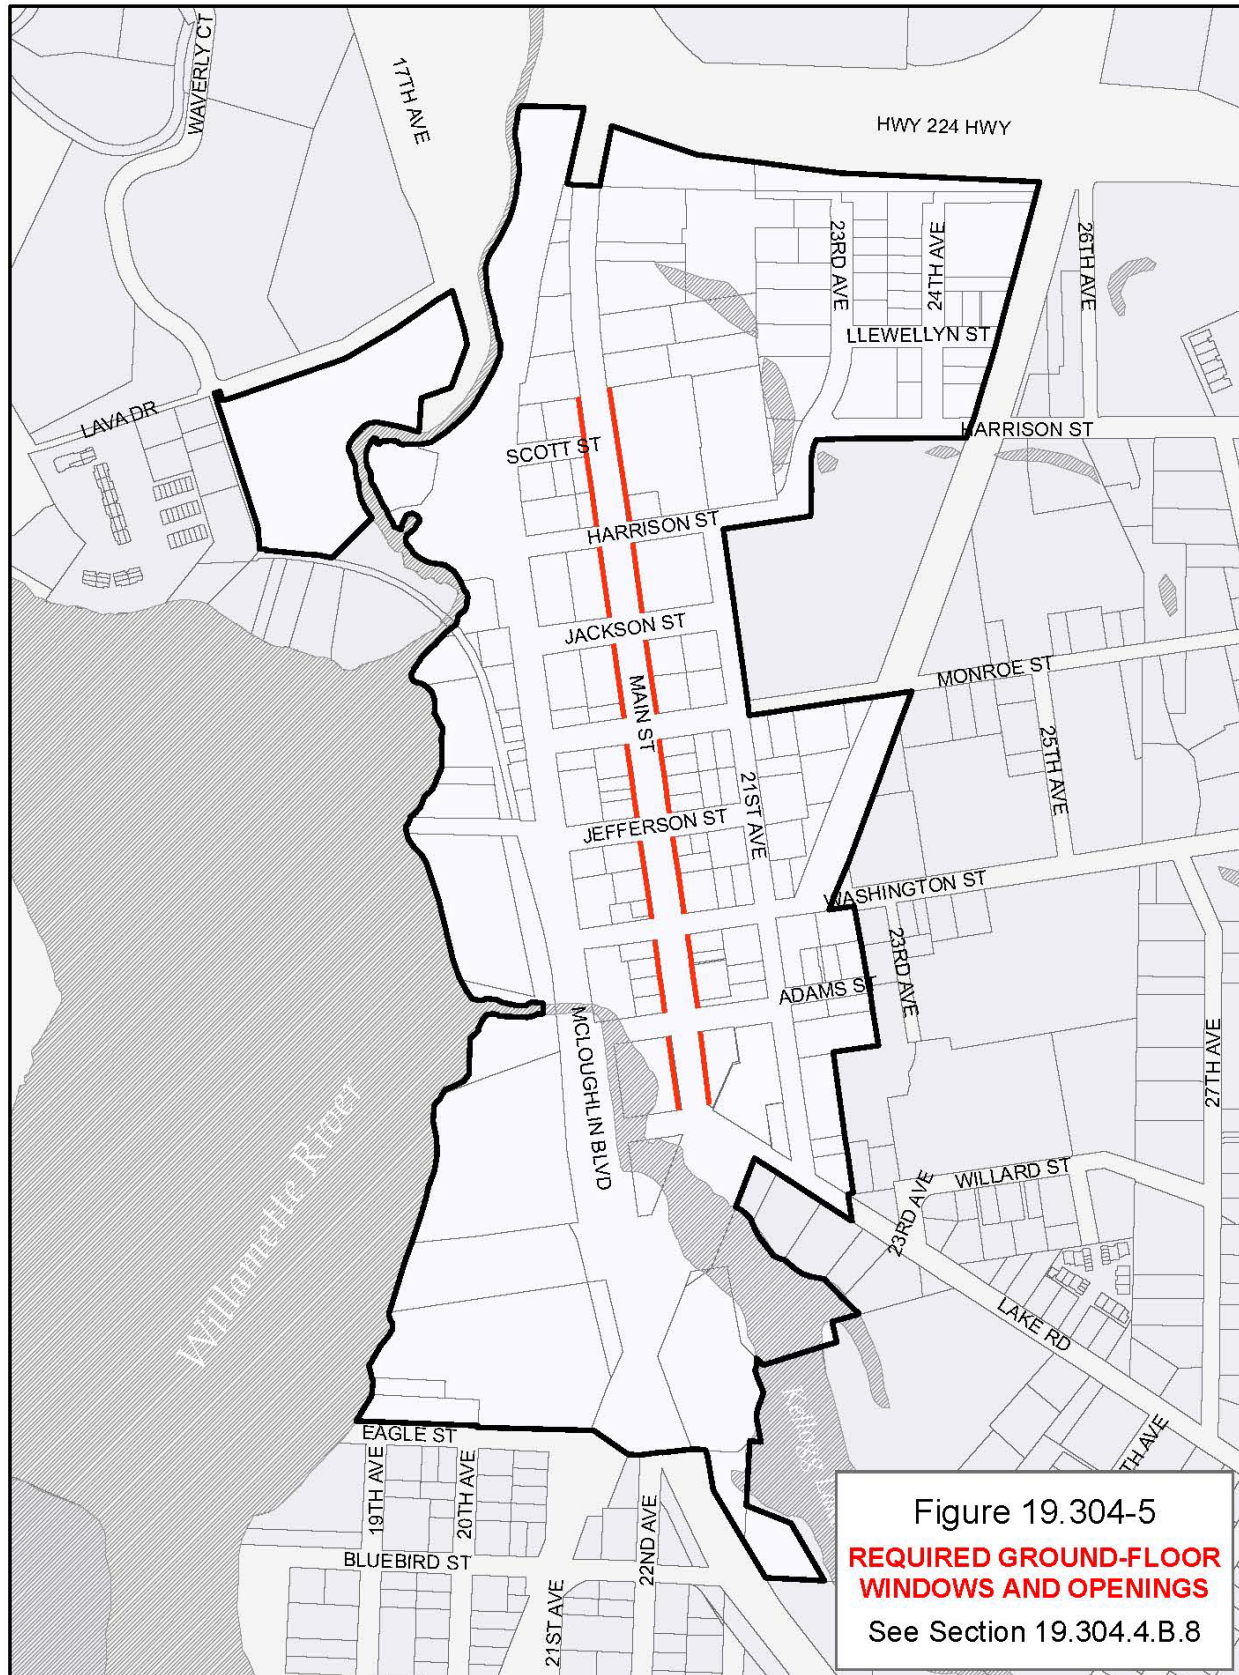 WAVERLY CT
17TH AVE
HWY 224 HWY
23RD AVE
24TH AVE
26TH AVE
LLEWELLYN ST
LAVA DR
SCOTT ST
HARRISON ST
HARRISON ST
JACKSON ST
MAIN ST
MONROE ST
25TH AVE
21ST AVE
JEFFERSON ST
WASHINGTON ST
23RD AVE
ADAMS ST
MCLOUGHLIN BLVD
27TH AVE
Willamette River
WILLARD ST
23RD AVE
LAKE RD
Kellogg
EAGLE ST
19TH AVE
20TH AVE
22ND AVE
TH AVE
BLUEBIRD ST
21ST AVE
Figure 19.304-5
REQUIRED GROUND-FLOOR
WINDOWS AND OPENINGS
See Section 19.304.4.B.8